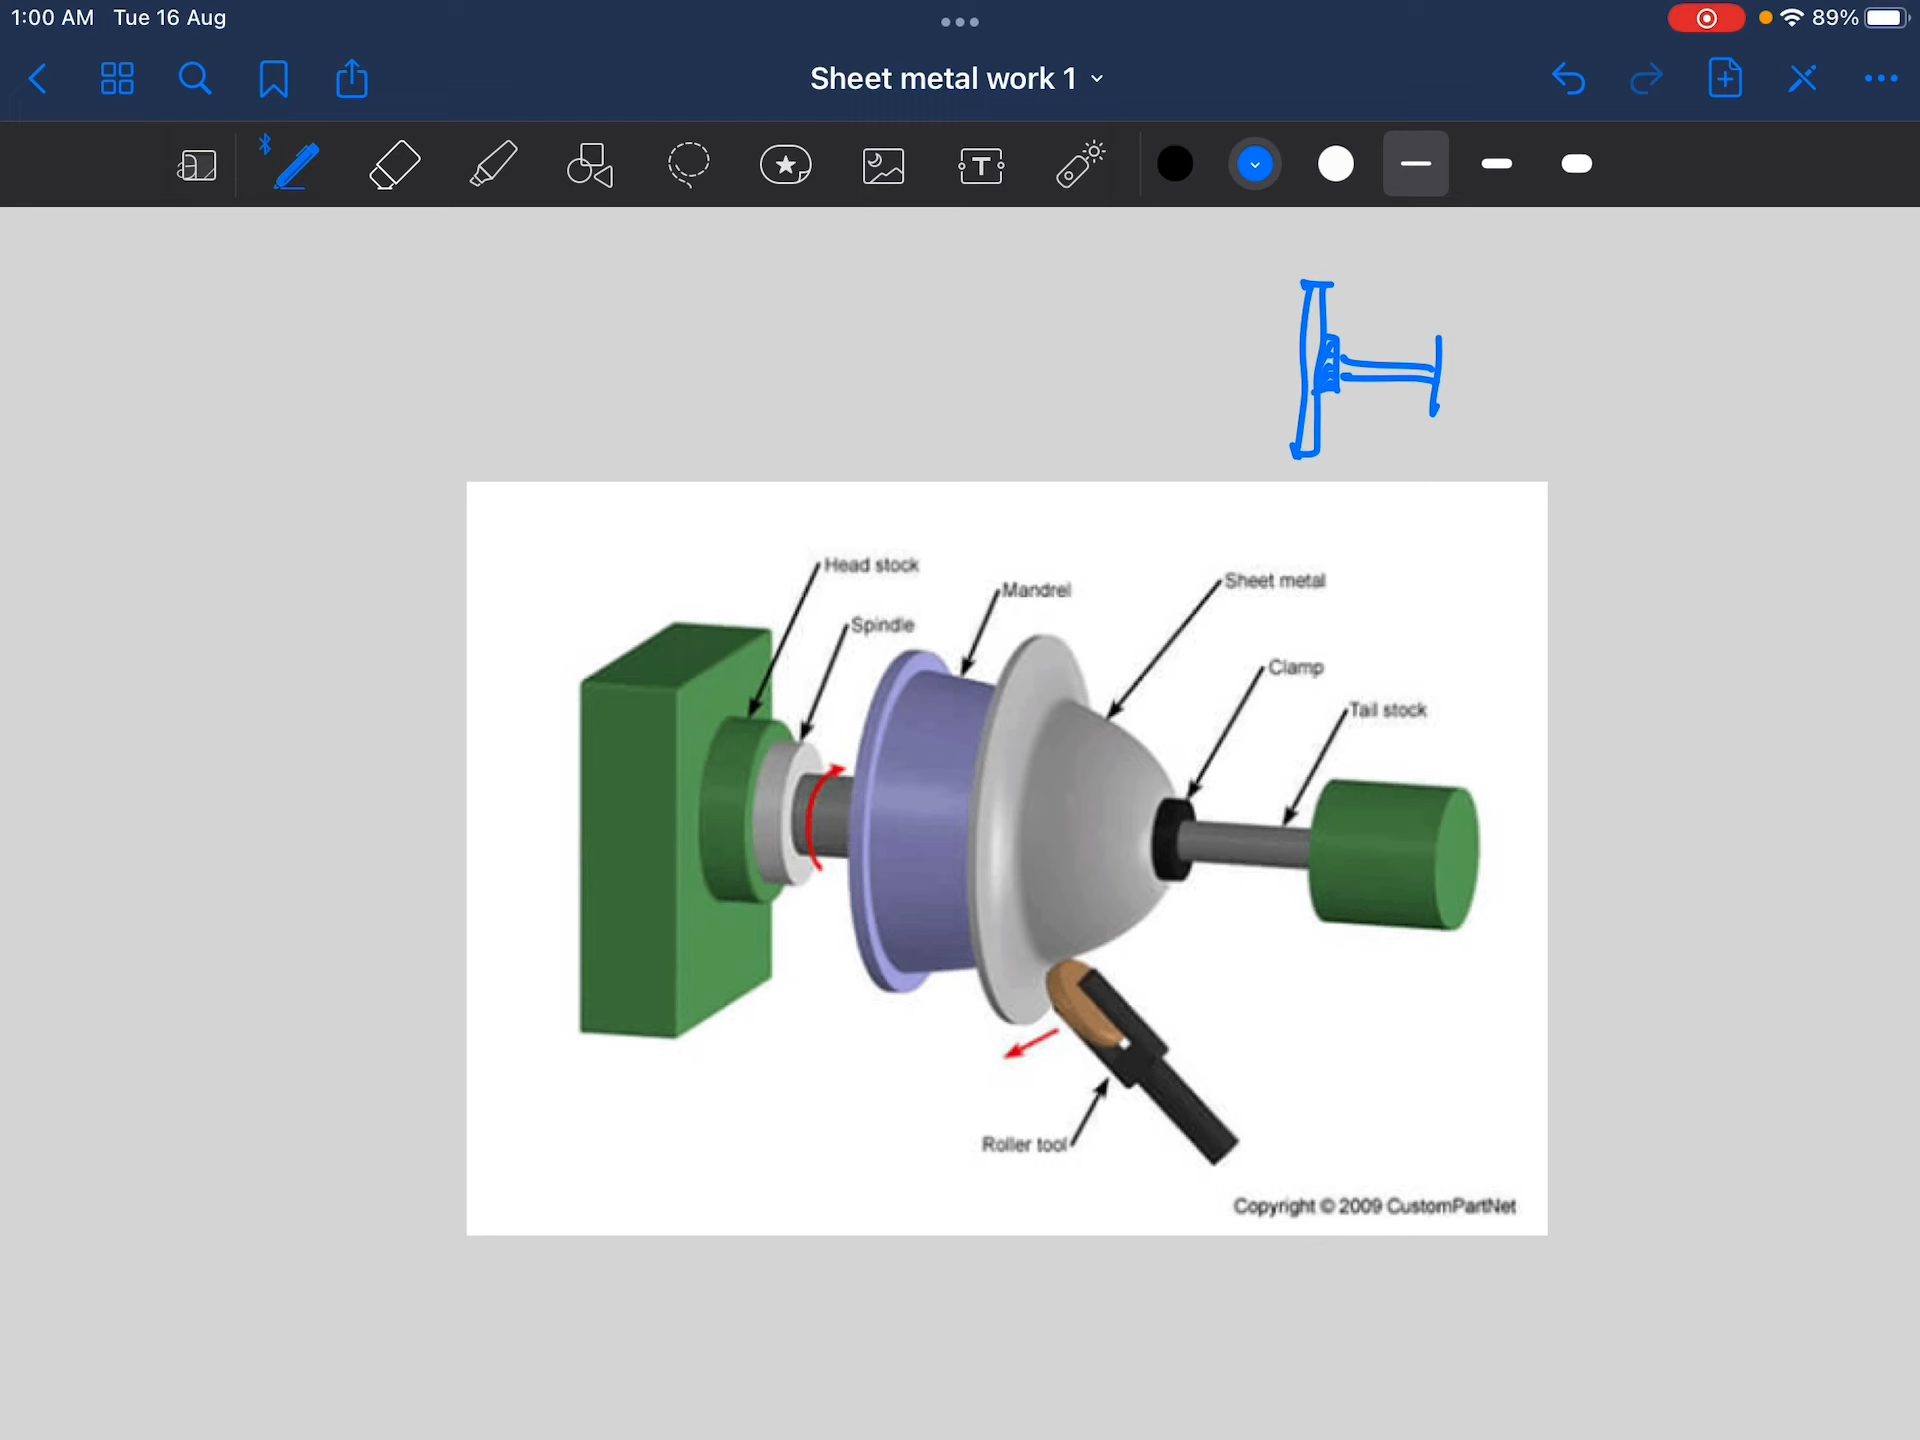 1:00 AM Tue 16 Aug
89%
Sheet metal work 1
T
Head stock
Mandrel
Sheet metal
Spindle
Clamp
Tail stock
Roller tool
Copyright © 2009 CustomPartNet